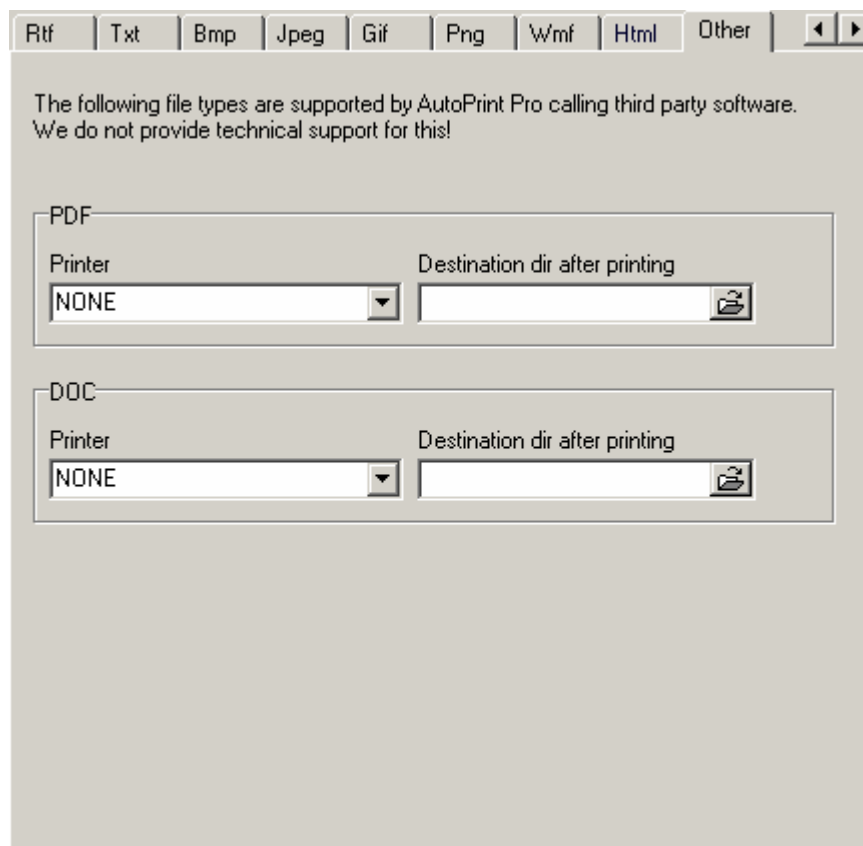 Rtf Txt Bmp Jpeg Gif Png Wmf Html Other
The following file types are supported by AutoPrint Pro calling third party software.
We do not provide technical support for this!
PDF
Printer Destination dir after printing
NONE
DOC
Printer Destination dir after printing
NONE